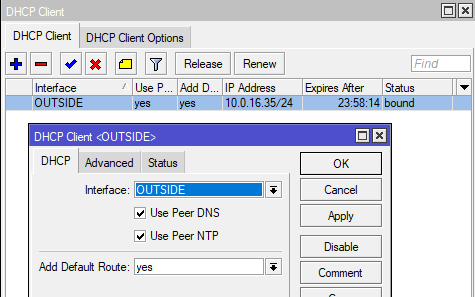 DHCP Client
DHCP Client DHCP Client Options
Release Renew Find
Interface Use P... Add D... IP Address Expires After Status
OUTSIDE yes yes 10.0.16.35/24 23:58:14 bound
DHCP Client <OUTSIDE>
DHCP Advanced Status OK
Interface: OUTSIDE Cancel
Use Peer DNS Apply
Use Peer NTP
Disable
Add Default Route: yes Comment